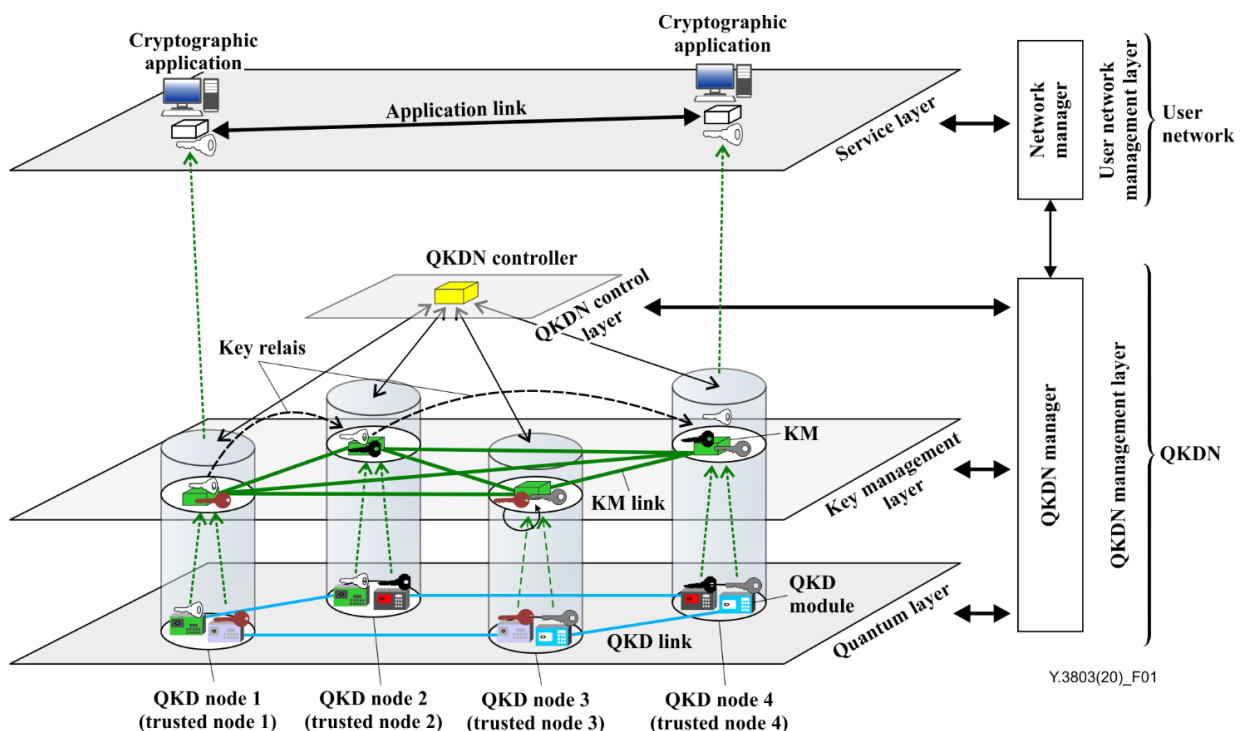 Cryptographic
application
Cryptographic
application
Application link
Service layer
Network
manager
User network
management layer
User
network
QKDN controller
QKDN control
layer
Key relais
KM
KM link
Key management
layer
QKDN manager
QKDN management layer
QKDN
QKD
module
QKD link
Quantum layer
QKD node 1
(trusted node 1)
QKD node 2
(trusted node 2)
QKD node 3
(trusted node 3)
QKD node 4
(trusted node 4)
Y.3803(20)_F01